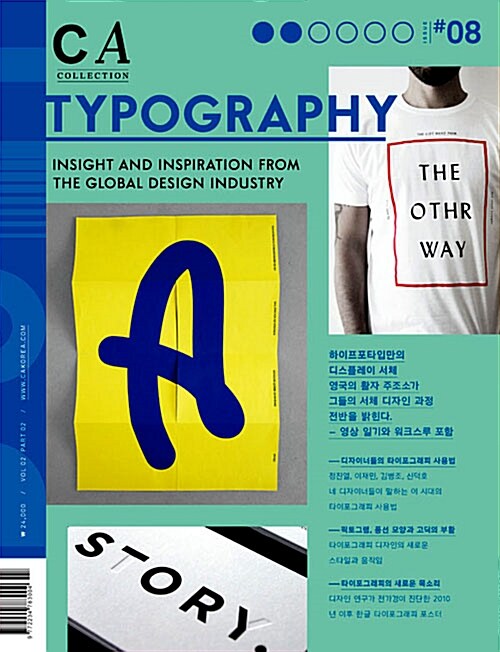 CA
COLLECTION
ISSUE #08
TYPOGRAPHY
INSIGHT AND INSPIRATION FROM
THE GLOBAL DESIGN INDUSTRY
THE
OTHR
WAY
A
하이프포타입만의
디스플레이 서체
영국의 활자 주조소가
그들의 서체 디자인 과정
전반을 밝힌다.
– 영상 일기와 워크스루 포함
— 디자이너들의 타이포그래피 사용법
정진열, 이재민, 김병조, 신덕호
네 디자이너들이 말하는 이 시대의
타이포그래피 사용법
— 픽토그램, 풍선 모양과 고딕의 부활
타이포그래피 디자인의 새로운
스타일과 움직임
— 타이포그래피의 새로운 목소리
디자인 연구가 전가경이 진단한 2010
년 이후 한글 타이포그래피 포스터
STORY.
₩ 24,000 / VOL 02 PART 02 / WWW.CAKOREA.COM
9 772234 783004